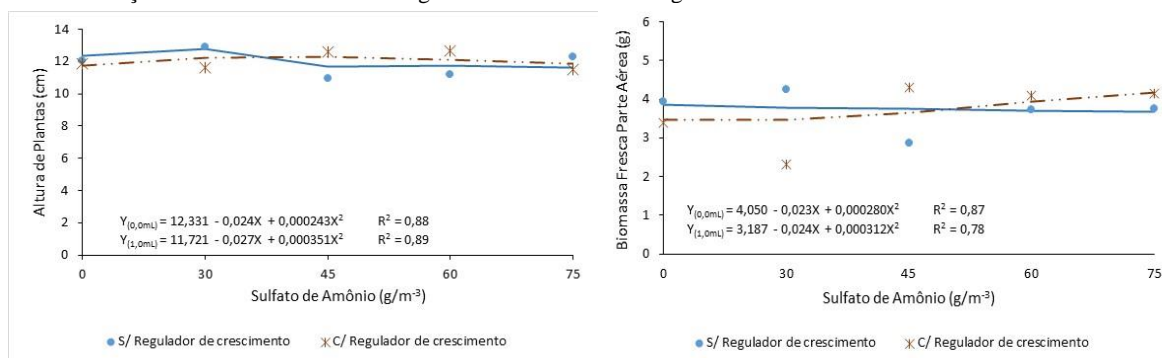 14
12
10
8
6
4
2
0
Altura de Plantas (cm)
Y(0,0mL) = 12,331 - 0,024X + 0,000243X² R² = 0,88
Y(1,0mL) = 11,721 - 0,027X + 0,000351X² R² = 0,89
0 30 45 60 75
Sulfato de Amônio (g/m⁻³)
S/ Regulador de crescimento C/ Regulador de crescimento
6
5
4
3
2
1
0
Biomassa Fresca Parte Aérea (g)
Y(0,0mL) = 4,050 - 0,023X + 0,000280X² R² = 0,87
Y(1,0mL) = 3,187 - 0,024X + 0,000312X² R² = 0,78
0 30 45 60 75
Sulfato de Amônio (g/m⁻³)
S/ Regulador de crescimento C/ Regulador de crescimento